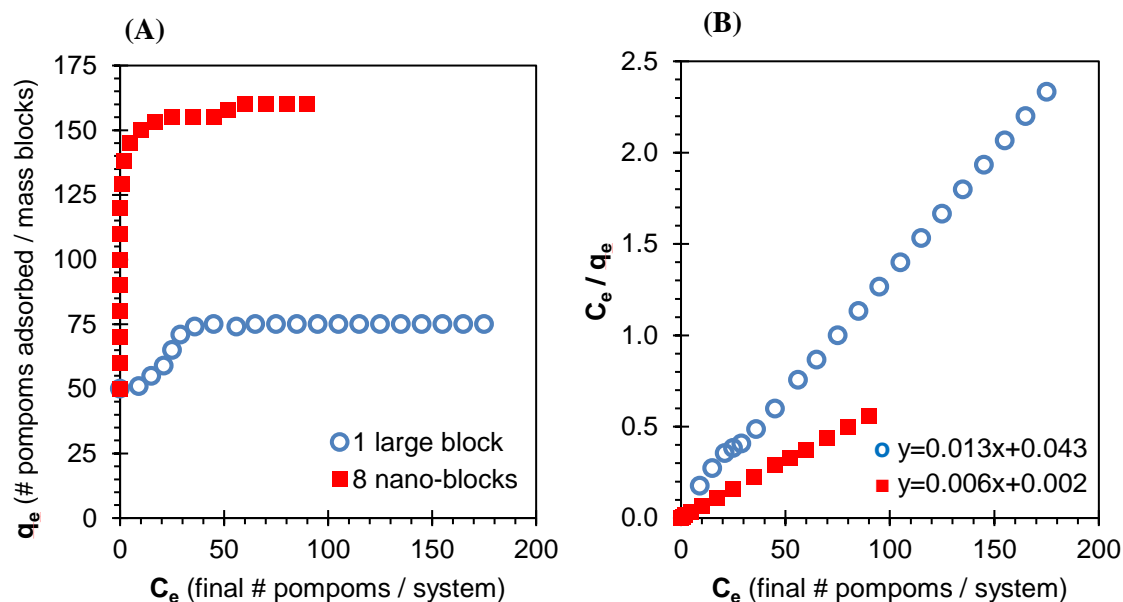 (A)
qe (# pompoms adsorbed / mass blocks)
175
150
125
100
75
50
25
0
1 large block
8 nano-blocks
0
50
100
150
200
Ce (final # pompoms / system)
(B)
Ce / qe
2.5
2.0
1.5
1.0
0.5
0.0
y=0.013x+0.043
y=0.006x+0.002
0
50
100
150
200
Ce (final # pompoms / system)